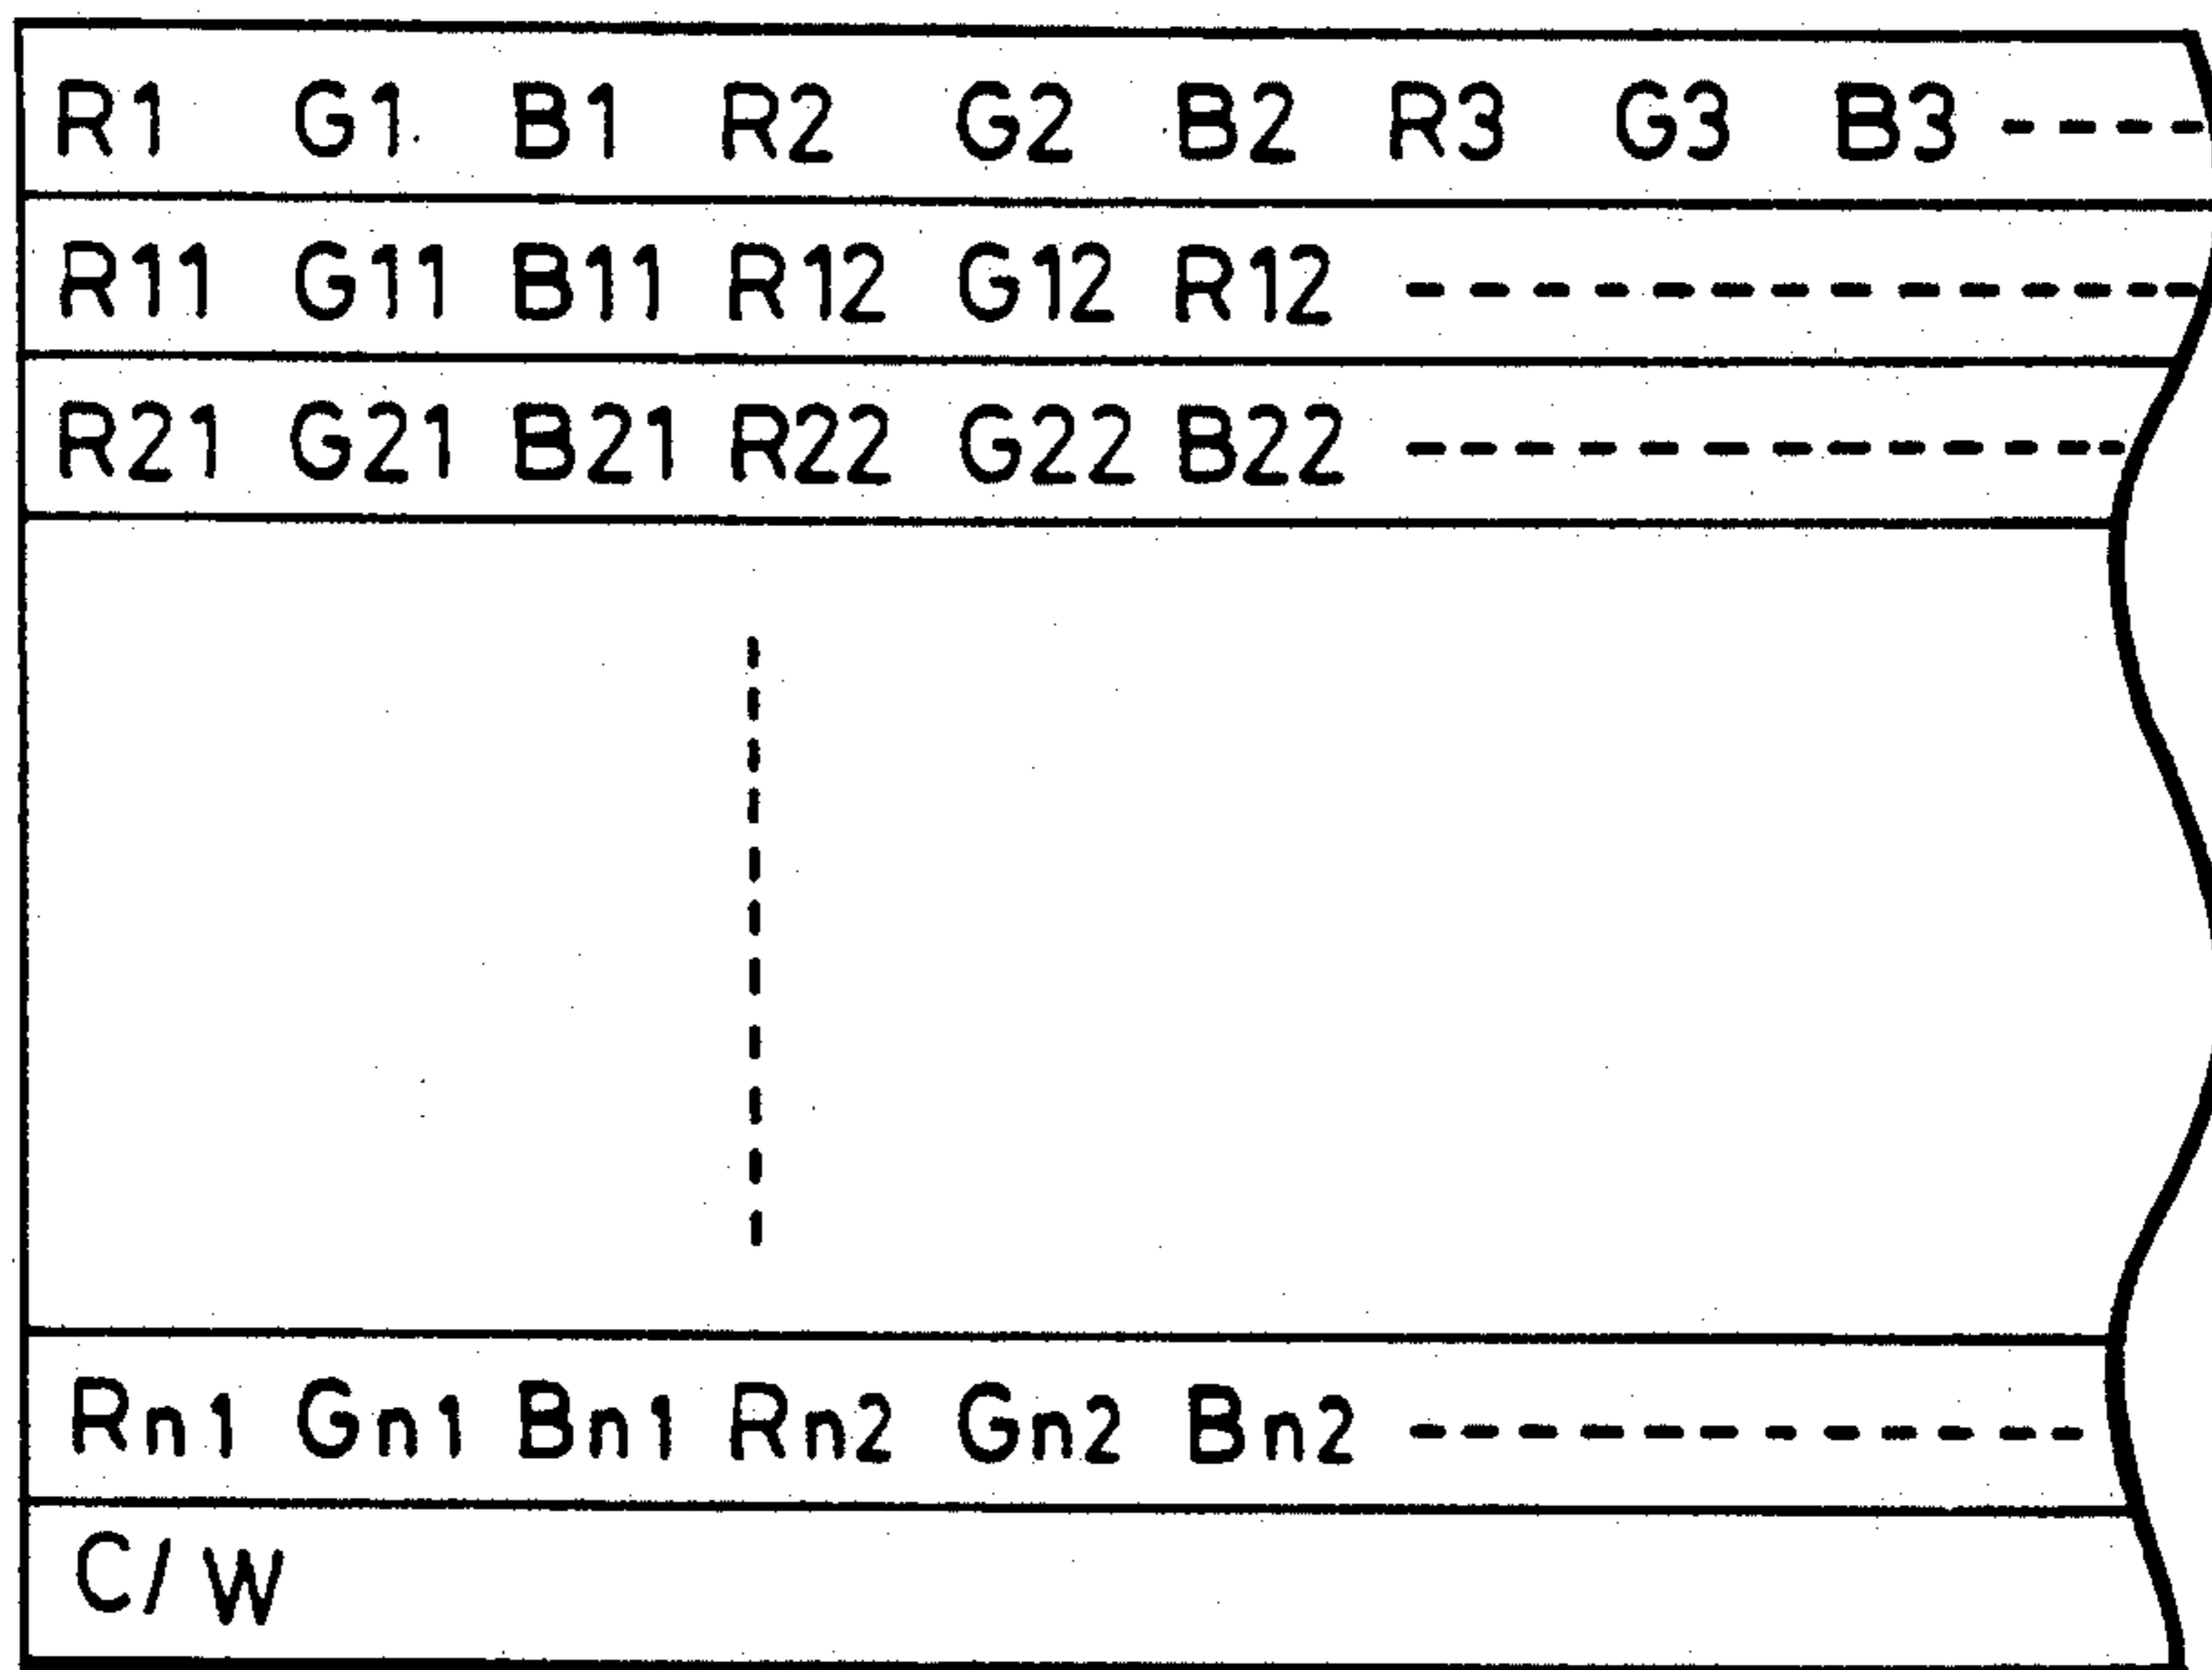 R1 G1 B1 R2 G2 B2 R3 G3 B3
R11 G11 B11 R12 G12 R12
R21 G21 B21 R22 G22 B22
Rn1 Gn1 Bn1 Rn2 Gn2 Bn2
C/W